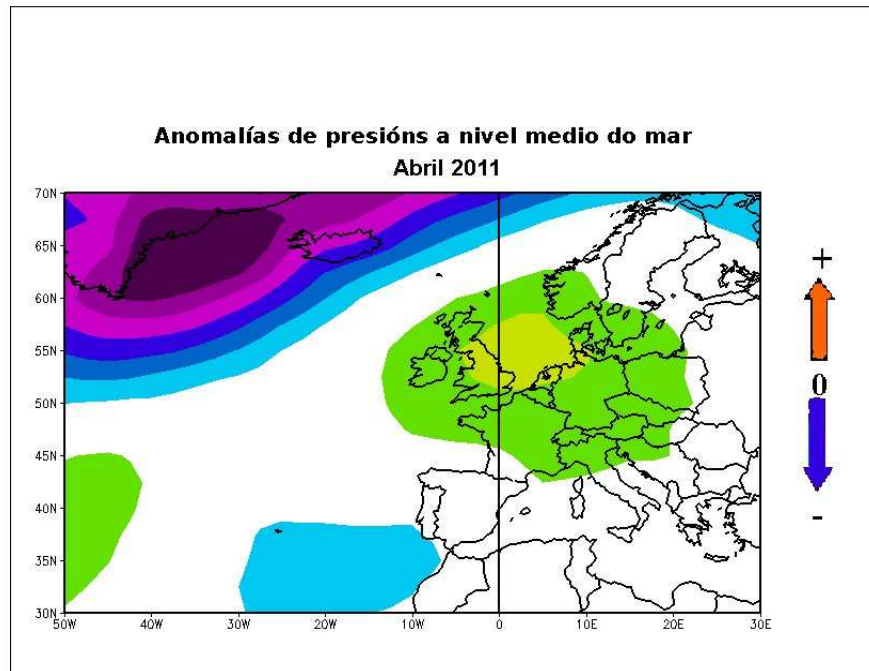 Anomalías de presións a nivel medio do mar
Abril 2011
70N
65N
60N
55N
50N
45N
40N
35N
30N
50W 40W 30W 20W 10W 0 10E 20E 30E
+
0
-